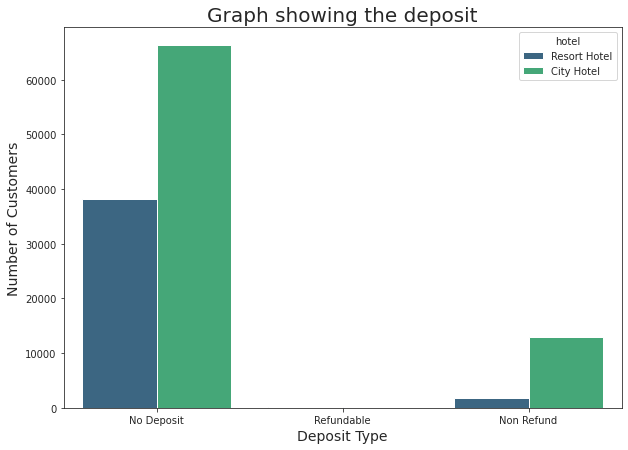 Graph showing the deposit
hotel
Resort Hotel
City Hotel
Number of Customers
60000
50000
40000
30000
20000
10000
0
No Deposit
Refundable
Non Refund
Deposit Type